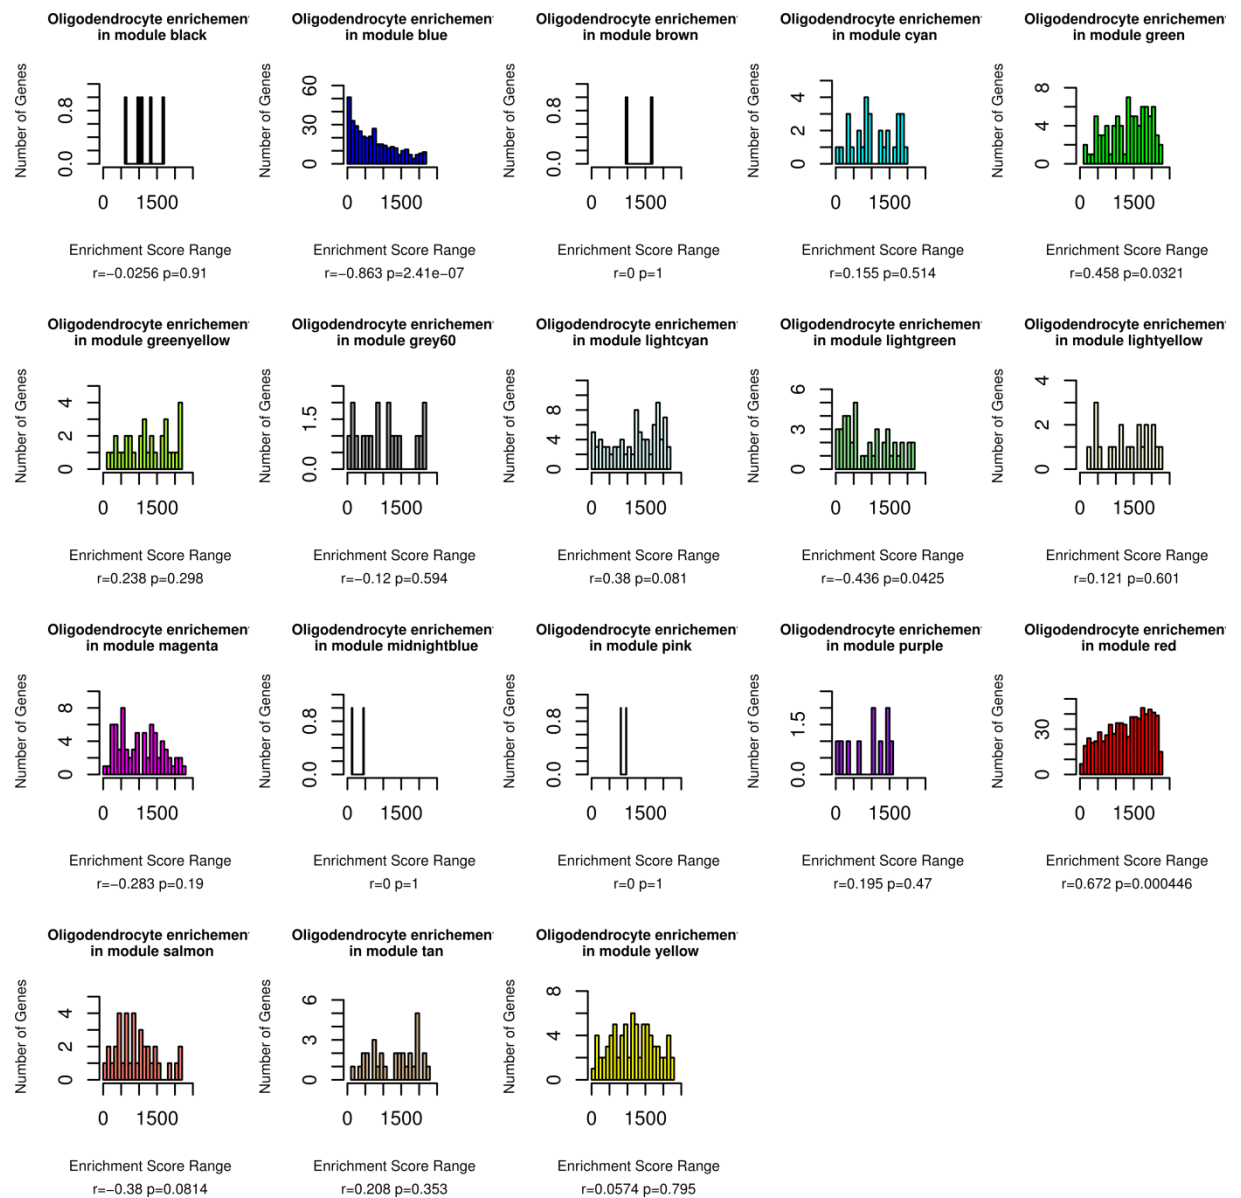 Oligodendrocyte enrichemen
in module black
Number of Genes
0.0 0.8
0 1500
Enrichment Score Range
r=−0.0256 p=0.91
Oligodendrocyte enrichemen
in module blue
Number of Genes
0 30 60
0 1500
Enrichment Score Range
r=−0.863 p=2.41e−07
Oligodendrocyte enrichemen
in module brown
Number of Genes
0.0 0.8
0 1500
Enrichment Score Range
r=0 p=1
Oligodendrocyte enrichemen
in module cyan
Number of Genes
0 2 4
0 1500
Enrichment Score Range
r=0.155 p=0.514
Oligodendrocyte enrichemen
in module green
Number of Genes
0 4 8
0 1500
Enrichment Score Range
r=0.458 p=0.0321
Oligodendrocyte enrichemen
in module greenyellow
Number of Genes
0 2 4
0 1500
Enrichment Score Range
r=0.238 p=0.298
Oligodendrocyte enrichemen
in module grey60
Number of Genes
0.0 1.5
0 1500
Enrichment Score Range
r=−0.12 p=0.594
Oligodendrocyte enrichemen
in module lightcyan
Number of Genes
0 4 8
0 1500
Enrichment Score Range
r=0.38 p=0.081
Oligodendrocyte enrichemen
in module lightgreen
Number of Genes
0 3 6
0 1500
Enrichment Score Range
r=−0.436 p=0.0425
Oligodendrocyte enrichemen
in module lightyellow
Number of Genes
0 2 4
0 1500
Enrichment Score Range
r=0.121 p=0.601
Oligodendrocyte enrichemen
in module magenta
Number of Genes
0 4 8
0 1500
Enrichment Score Range
r=−0.283 p=0.19
Oligodendrocyte enrichemen
in module midnightblue
Number of Genes
0.0 0.8
0 1500
Enrichment Score Range
r=0 p=1
Oligodendrocyte enrichemen
in module pink
Number of Genes
0.0 0.8
0 1500
Enrichment Score Range
r=0 p=1
Oligodendrocyte enrichemen
in module purple
Number of Genes
0.0 1.5
0 1500
Enrichment Score Range
r=0.195 p=0.47
Oligodendrocyte enrichemen
in module red
Number of Genes
0 30
0 1500
Enrichment Score Range
r=0.672 p=0.000446
Oligodendrocyte enrichemen
in module salmon
Number of Genes
0 2 4
0 1500
Enrichment Score Range
r=−0.38 p=0.0814
Oligodendrocyte enrichemen
in module tan
Number of Genes
0 3 6
0 1500
Enrichment Score Range
r=0.208 p=0.353
Oligodendrocyte enrichemen
in module yellow
Number of Genes
0 4 8
0 1500
Enrichment Score Range
r=0.0574 p=0.795